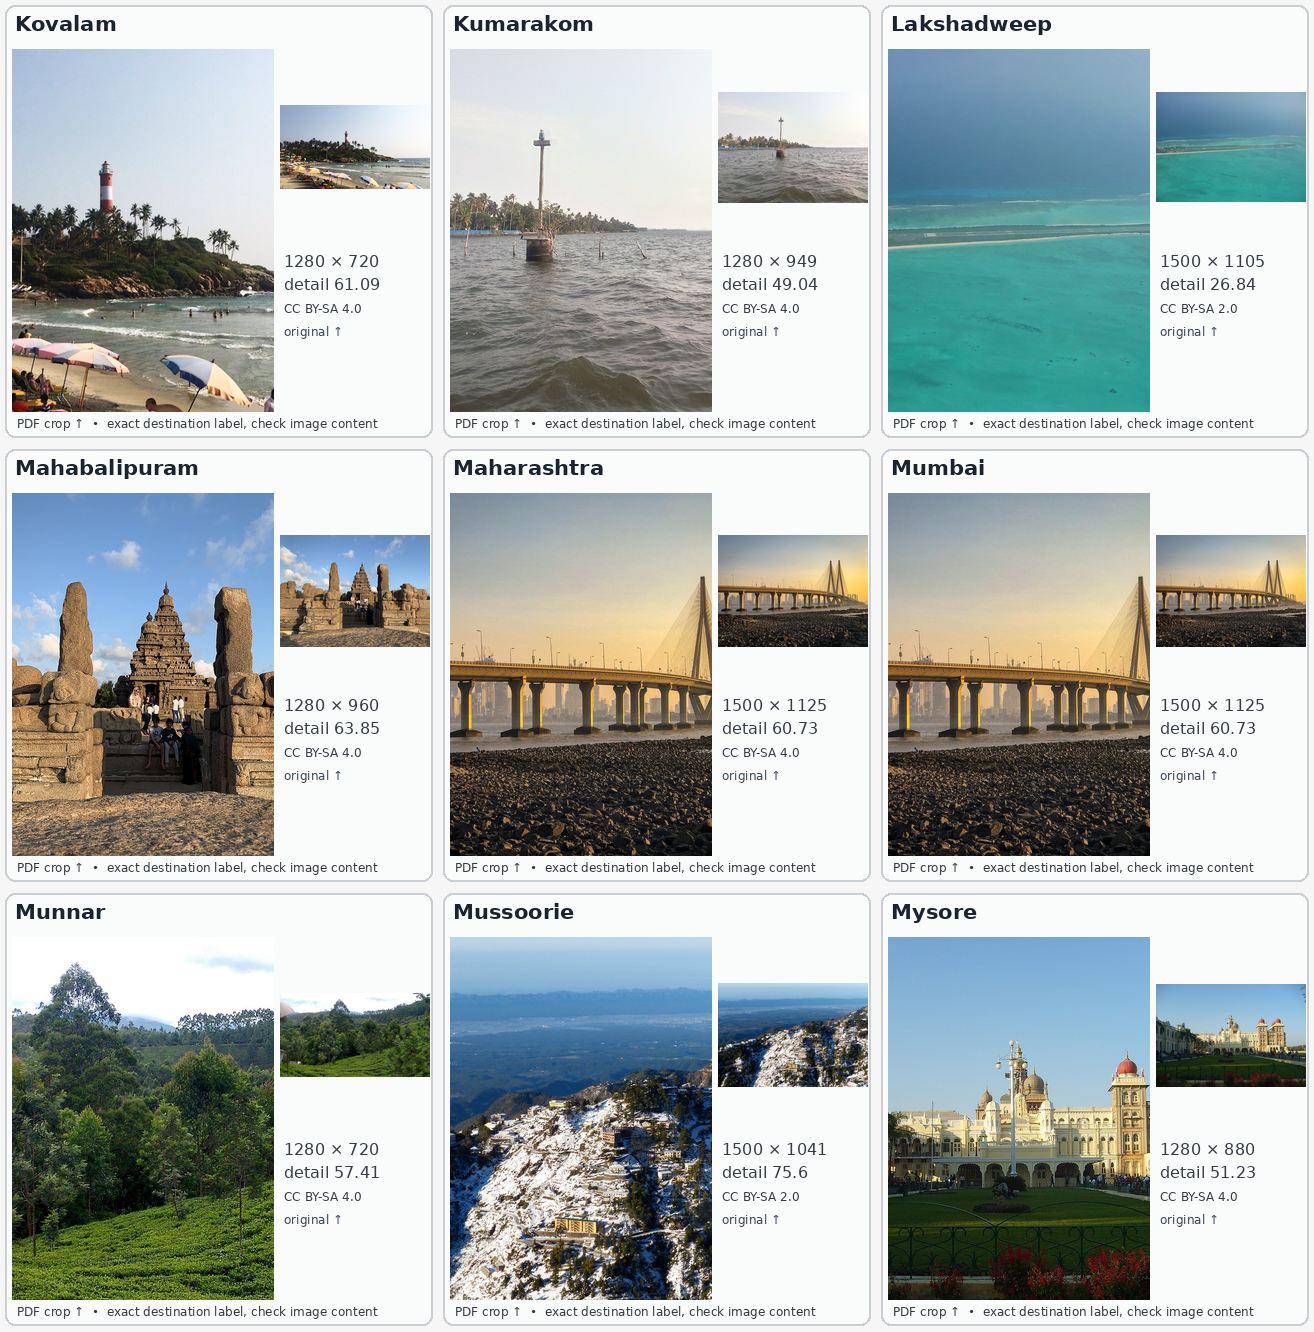 Kovalam
1280 × 720
detail 61.09
CC BY-SA 4.0
original ↑
PDF crop ↑ • exact destination label, check image content
Kumarakom
1280 × 949
detail 49.04
CC BY-SA 4.0
original ↑
PDF crop ↑ • exact destination label, check image content
Lakshadweep
1500 × 1105
detail 26.84
CC BY-SA 2.0
original ↑
PDF crop ↑ • exact destination label, check image content
Mahabalipuram
1280 × 960
detail 63.85
CC BY-SA 4.0
original ↑
PDF crop ↑ • exact destination label, check image content
Maharashtra
1500 × 1125
detail 60.73
CC BY-SA 4.0
original ↑
PDF crop ↑ • exact destination label, check image content
Mumbai
1500 × 1125
detail 60.73
CC BY-SA 4.0
original ↑
PDF crop ↑ • exact destination label, check image content
Munnar
1280 × 720
detail 57.41
CC BY-SA 4.0
original ↑
PDF crop ↑ • exact destination label, check image content
Mussoorie
1500 × 1041
detail 75.6
CC BY-SA 2.0
original ↑
PDF crop ↑ • exact destination label, check image content
Mysore
1280 × 880
detail 51.23
CC BY-SA 4.0
original ↑
PDF crop ↑ • exact destination label, check image content